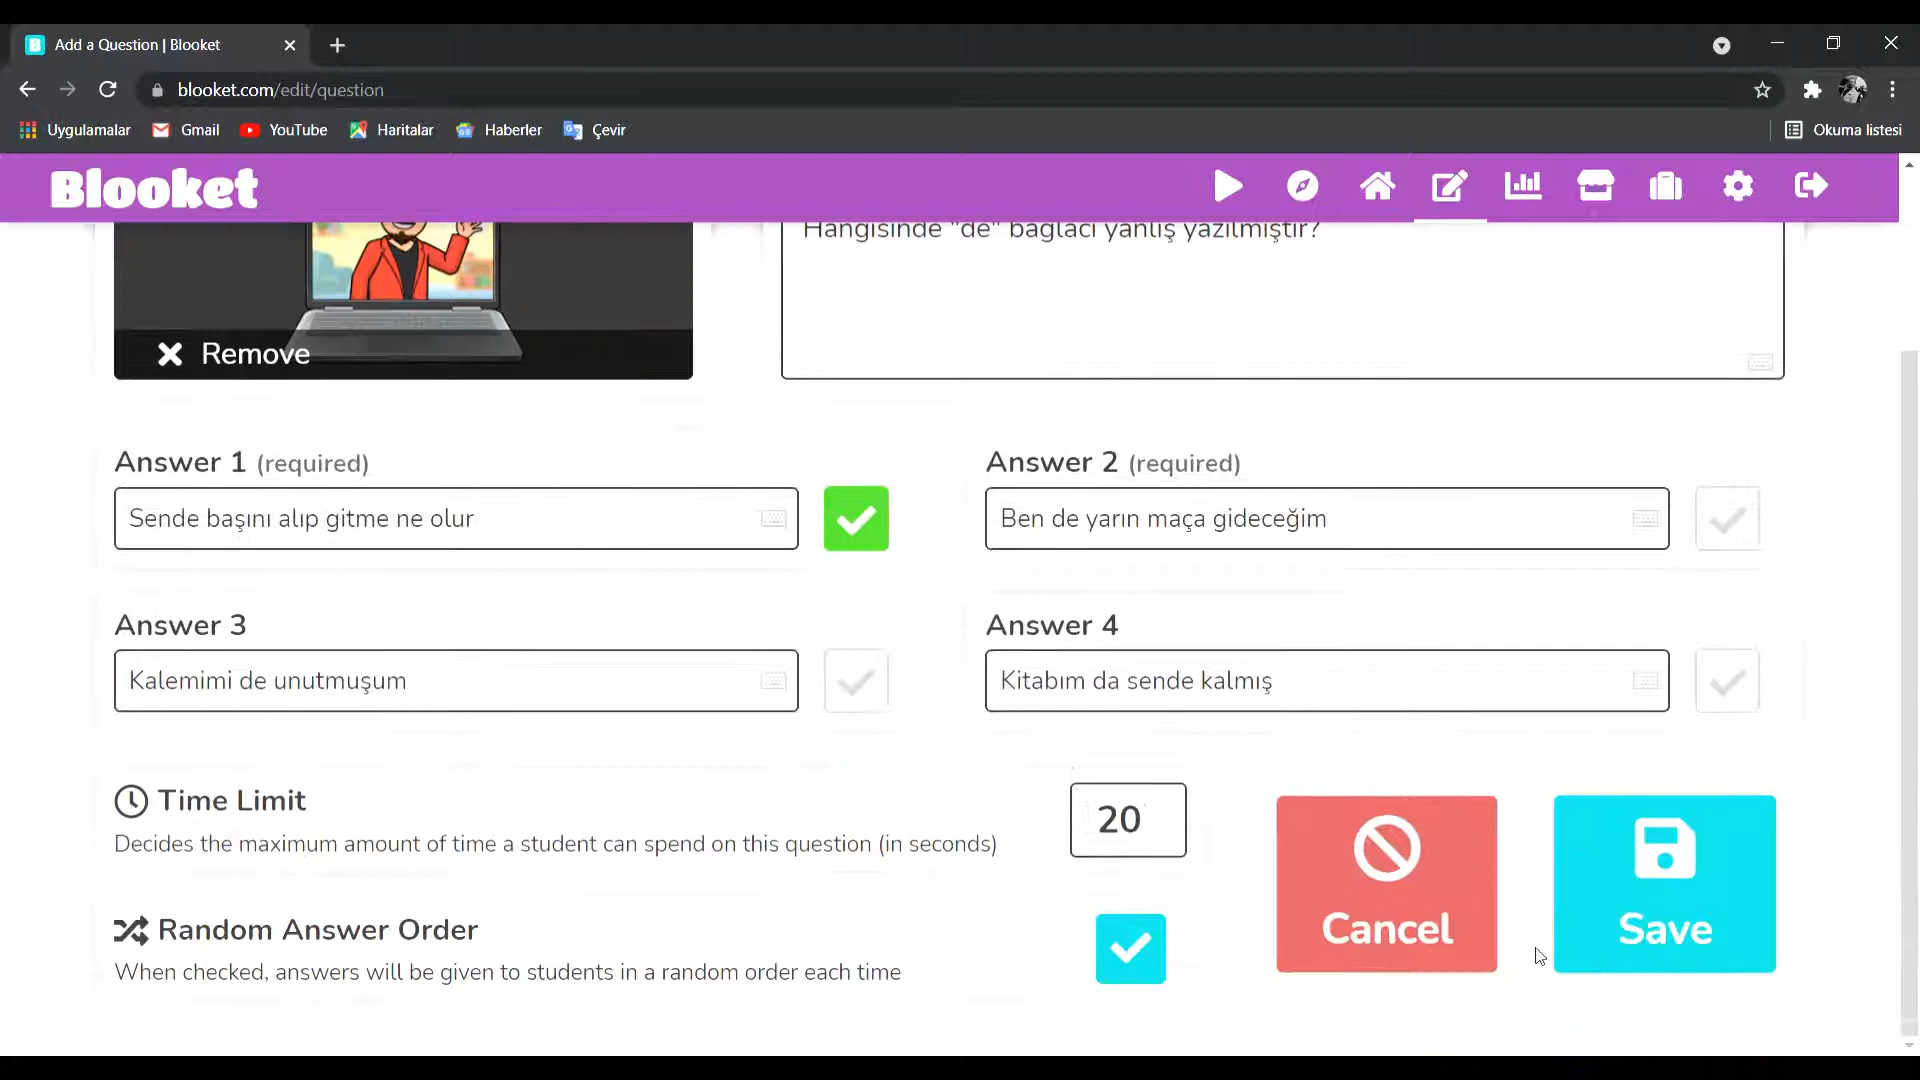 Add a Question | Blooket
blooket.com/edit/question
Uygulamalar Gmail YouTube Haritalar Haberler Çevir Okuma listesi
Blooket
Hangisinde "de" bağlacı yanlış yazılmıştır?
Remove
Answer 1 (required)
Answer 2 (required)
Sende başını alıp gitme ne olur
Ben de yarın maça gideceğim
Answer 3
Answer 4
Kalemimi de unutmuşum
Kitabım da sende kalmış
Time Limit
20
Decides the maximum amount of time a student can spend on this question (in seconds)
Random Answer Order
When checked, answers will be given to students in a random order each time
Cancel
Save